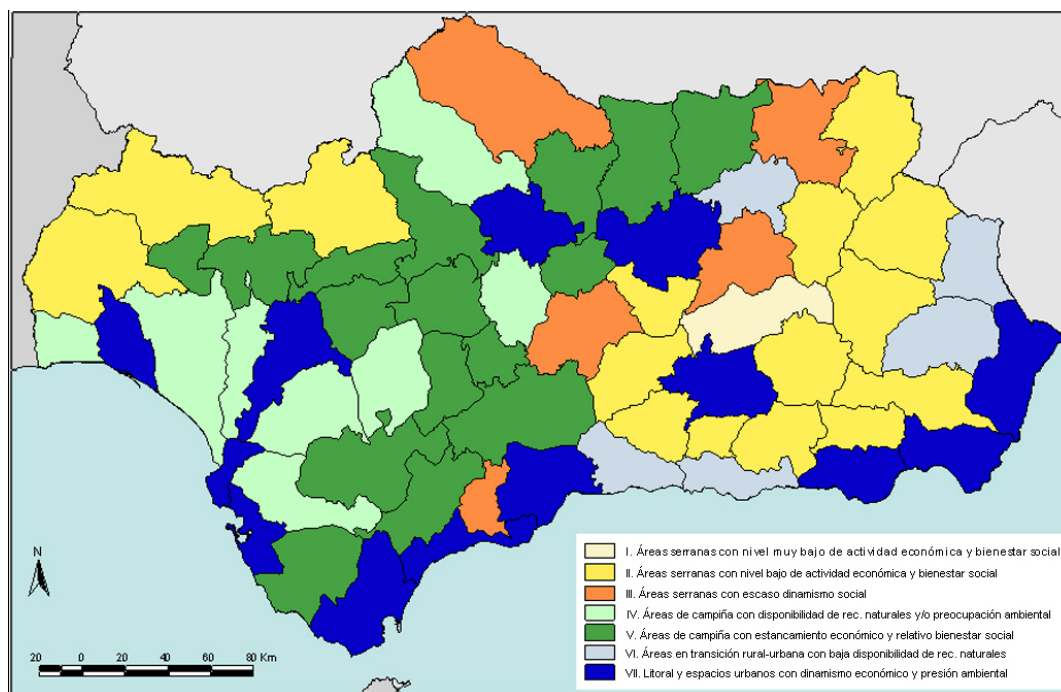 N
20 0 20 40 60 80 Km
I. Áreas serranas con nivel muy bajo de actividad económica y bienestar social
II. Áreas serranas con nivel bajo de actividad económica y bienestar social
III. Áreas serranas con escaso dinamismo social
IV. Áreas de campiña con disponibilidad de rec. naturales y/o preocupación ambiental
V. Áreas de campiña con estancamiento económico y relativo bienestar social
VI. Áreas en transición rural-urbana con baja disponibilidad de rec. naturales
VII. Litoral y espacios urbanos con dinamismo económico y presión ambiental